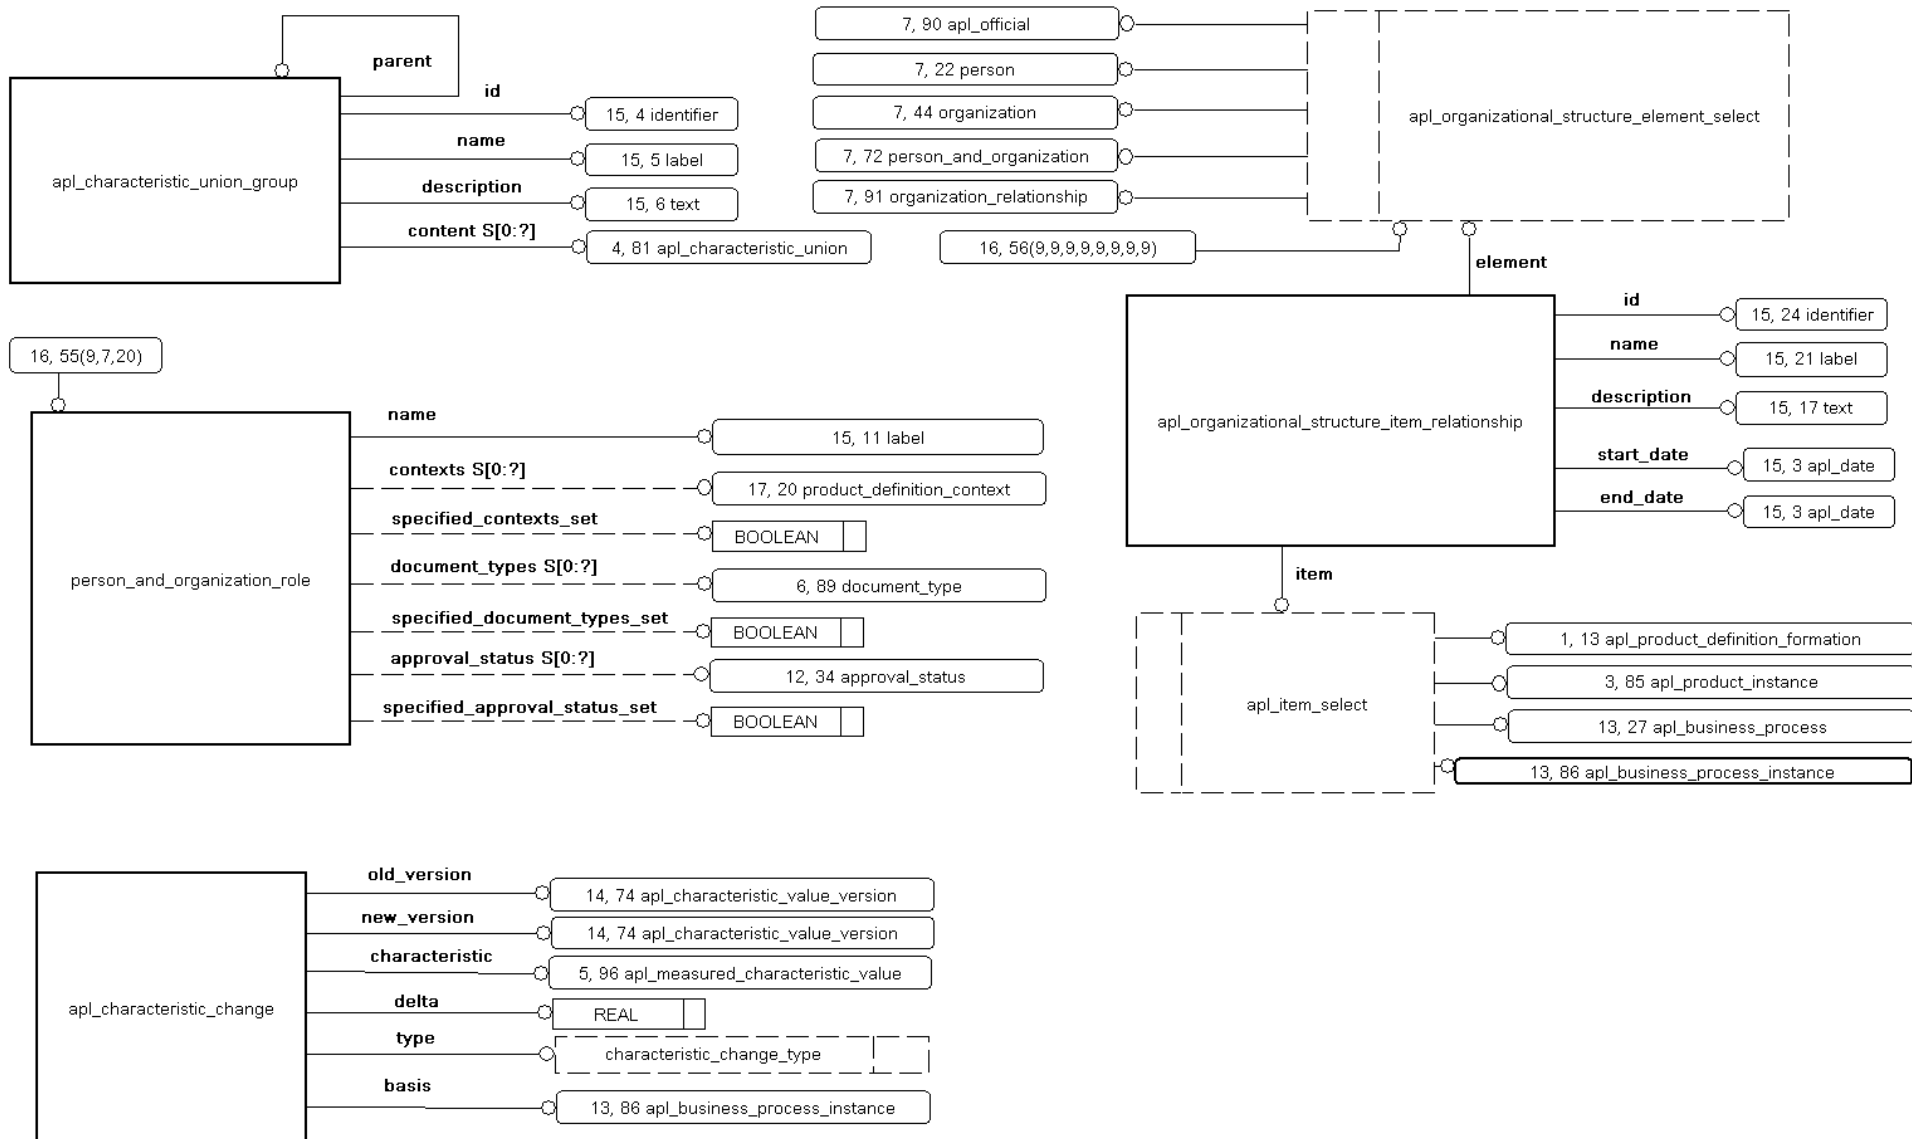 parent
apl_characteristic_union_group
id
15, 4 identifier
name
15, 5 label
description
15, 6 text
content S[0:?]
4, 81 apl_characteristic_union
7, 90 apl_official
7, 22 person
7, 44 organization
7, 72 person_and_organization
7, 91 organization_relationship
apl_organizational_structure_element_select
16, 56(9,9,9,9,9,9,9,9)
element
apl_organizational_structure_item_relationship
id
15, 24 identifier
name
15, 21 label
description
15, 17 text
start_date
15, 3 apl_date
end_date
15, 3 apl_date
item
apl_item_select
1, 13 apl_product_definition_formation
3, 85 apl_product_instance
13, 27 apl_business_process
13, 86 apl_business_process_instance
16, 55(9,7,20)
person_and_organization_role
name
15, 11 label
contexts S[0:?]
17, 20 product_definition_context
specified_contexts_set
BOOLEAN
document_types S[0:?]
6, 89 document_type
specified_document_types_set
BOOLEAN
approval_status S[0:?]
12, 34 approval_status
specified_approval_status_set
BOOLEAN
apl_characteristic_change
old_version
14, 74 apl_characteristic_value_version
new_version
14, 74 apl_characteristic_value_version
characteristic
5, 96 apl_measured_characteristic_value
delta
REAL
type
characteristic_change_type
basis
13, 86 apl_business_process_instance